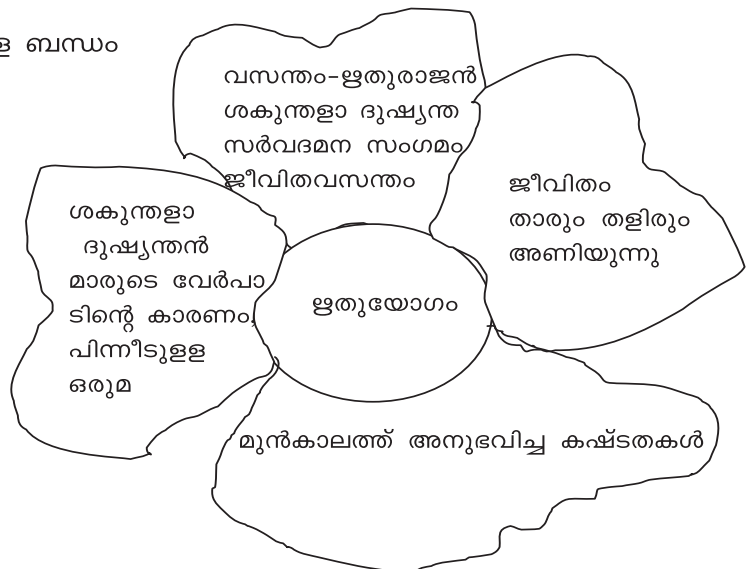 ബന്ധം
വസന്തം-ഋതുരാജൻ
ശകുന്തളാ ദുഷ്യന്ത
സർവദമന സംഗമം
ജീവിതവസന്തം
ജീവിതം
താരും തളിരും
അണിയുന്നു
ശകുന്തളാ
ദുഷ്യന്തൻ
മാരുടെ വേർപാ
ടിന്റെ കാരണം,
പിന്നീടുളള
ഒരുമ
ഋതുയോഗം
മുൻകാലത്ത് അനുഭവിച്ച കഷ്ടതകൾ